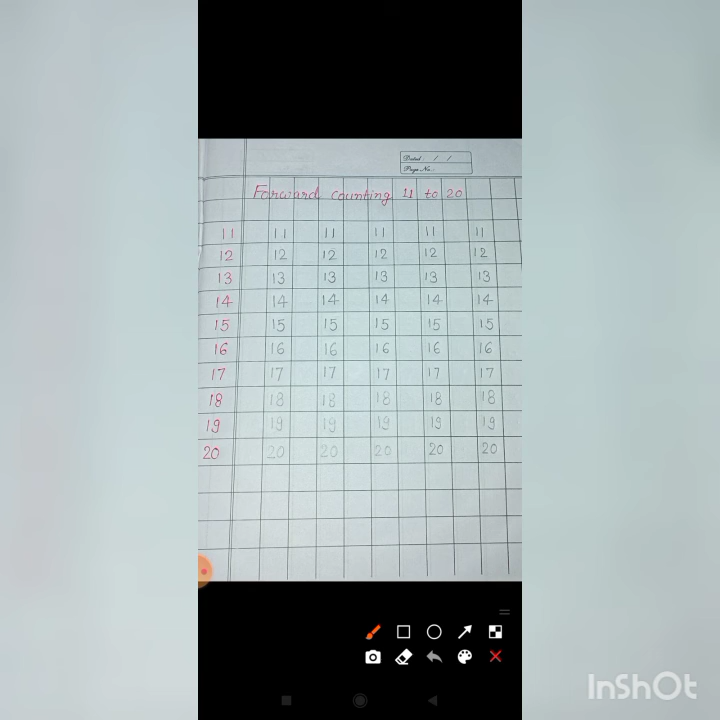 Dated : / /
Page No. :
Forward counting 11 to 20
11 11 11 11 11 11
12 12 12 12 12 12
13 13 13 13 13 13
14 14 14 14 14 14
15 15 15 15 15 15
16 16 16 16 16 16
17 17 17 17 17 17
18 18 18 18 18 18
19 19 19 19 19 19
20 20 20 20 20 20
InShOt